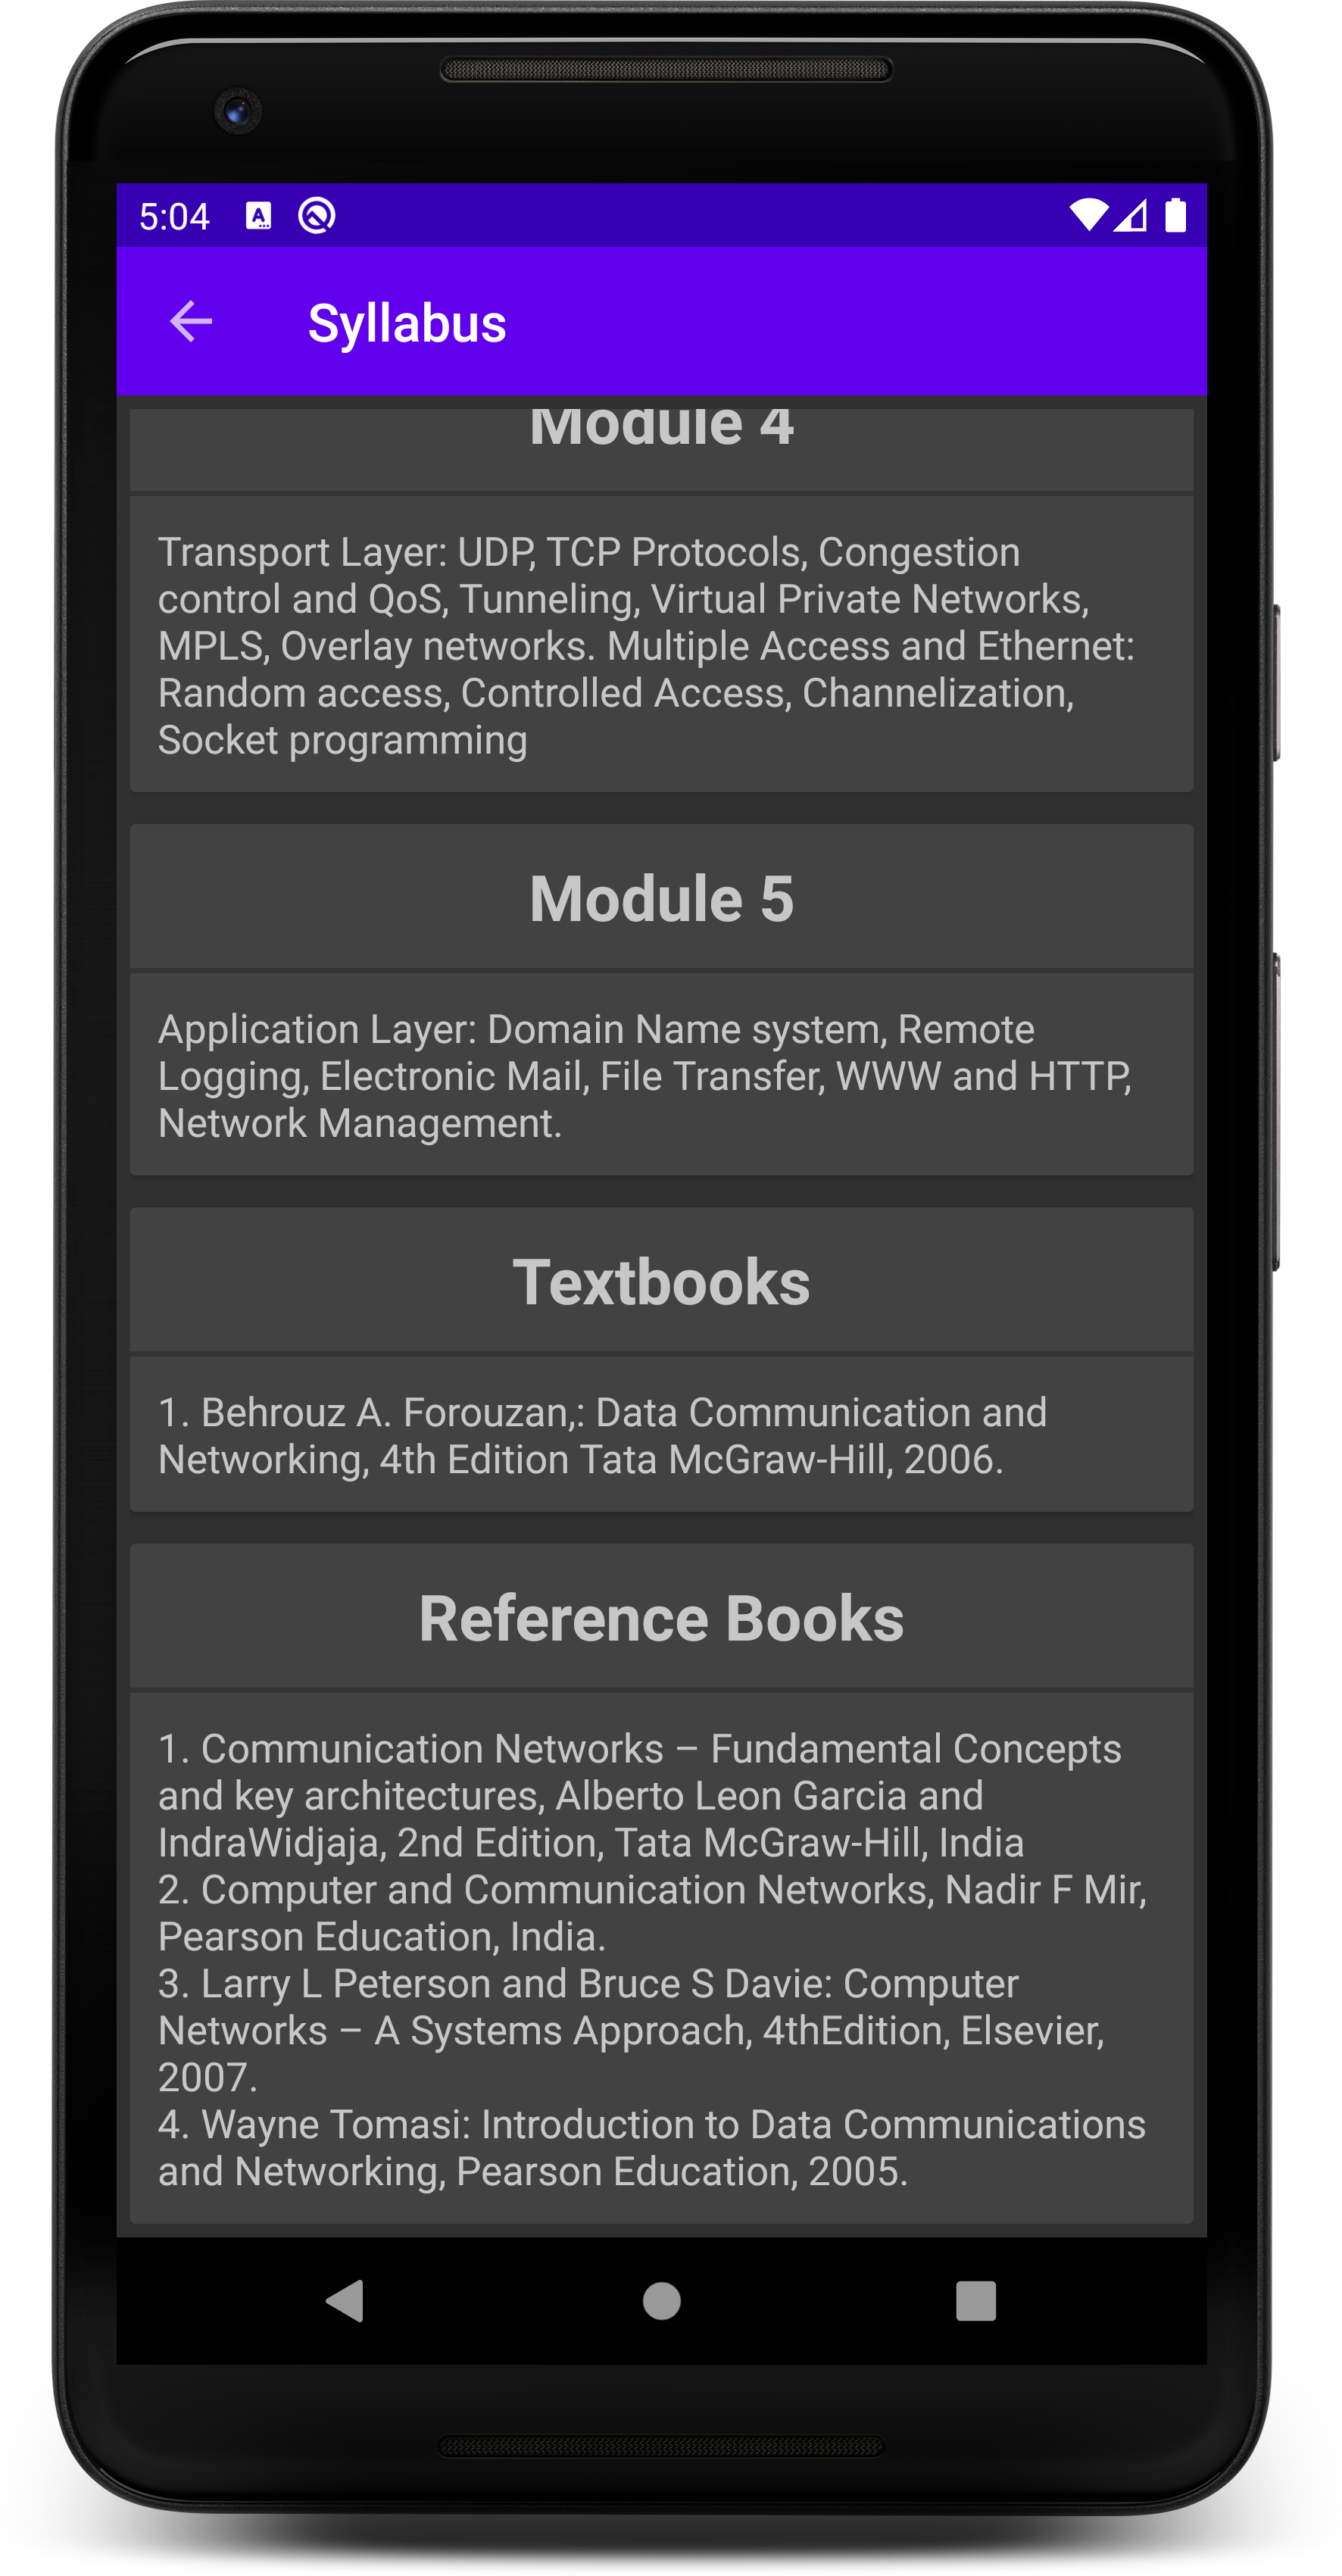 5:04
Syllabus
Module 4
Transport Layer: UDP, TCP Protocols, Congestion
control and QoS, Tunneling, Virtual Private Networks,
MPLS, Overlay networks. Multiple Access and Ethernet:
Random access, Controlled Access, Channelization,
Socket programming
Module 5
Application Layer: Domain Name system, Remote
Logging, Electronic Mail, File Transfer, WWW and HTTP,
Network Management.
Textbooks
1. Behrouz A. Forouzan,: Data Communication and
Networking, 4th Edition Tata McGraw-Hill, 2006.
Reference Books
1. Communication Networks – Fundamental Concepts
and key architectures, Alberto Leon Garcia and
IndraWidjaja, 2nd Edition, Tata McGraw-Hill, India
2. Computer and Communication Networks, Nadir F Mir,
Pearson Education, India.
3. Larry L Peterson and Bruce S Davie: Computer
Networks – A Systems Approach, 4thEdition, Elsevier,
2007.
4. Wayne Tomasi: Introduction to Data Communications
and Networking, Pearson Education, 2005.